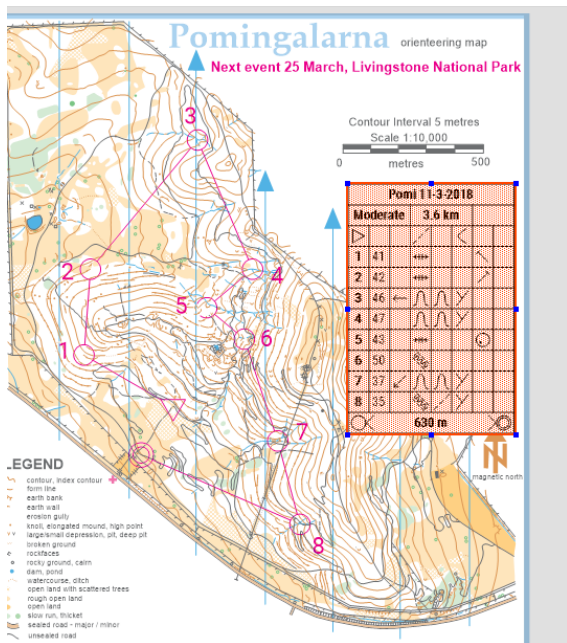 Pomingalarna orienteering map
Next event 25 March, Livingstone National Park
Contour Interval 5 metres
Scale 1:10,000
0 metres 500
Pomi 11-3-2018
Moderate 3.6 km
1 41
2 42
3 46
4 47
5 43
6 50
7 37
8 35
630 m
magnetic north
N
3
2
4
5
6
1
7
8
LEGEND
contour, index contour
form line
earth bank
earth wall
erosion gully
knoll, elongated mound, high point
large/small depression, pit, deep pit
broken ground
rockfaces
rocky ground, cairn
dam, pond
watercourse, ditch
open land with scattered trees
rough open land
open land
slow run, thicket
sealed road - major / minor
unsealed road